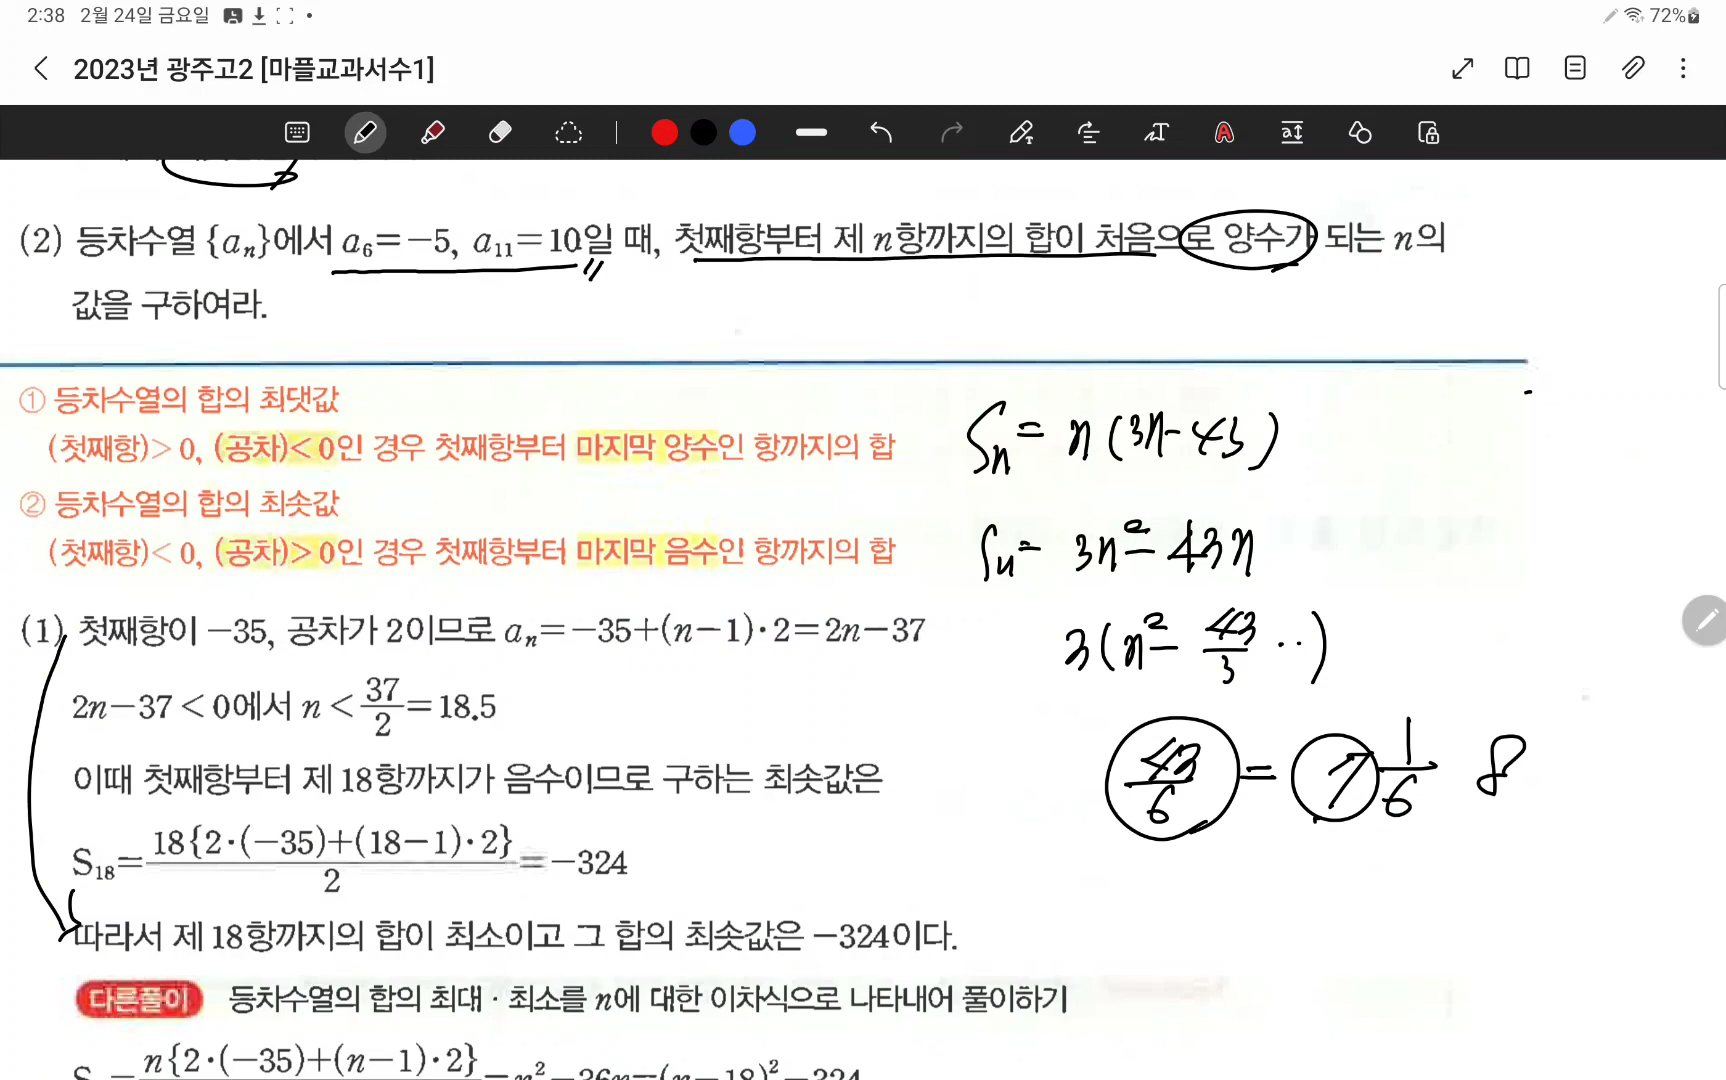 2:38 2월 24일 금요일
72%
2023년 광주고2 [마플교과서수1]
(2) 등차수열 {aₙ}에서 a₆=−5, a₁₁=10일 때, 첫째항부터 제 n항까지의 합이 처음으로 양수가 되는 n의
값을 구하여라.
① 등차수열의 합의 최댓값
(첫째항)>0, (공차)<0인 경우 첫째항부터 마지막 양수인 항까지의 합
② 등차수열의 합의 최솟값
(첫째항)<0, (공차)>0인 경우 첫째항부터 마지막 음수인 항까지의 합
Sₙ= n(3n−43)
Sₙ= 3n²−43n
3(n²− 43/3 ··)
43/6 = 7 1/6 8
(1) 첫째항이 −35, 공차가 2이므로 aₙ=−35+(n−1)·2=2n−37
2n−37<0에서 n<37/2=18.5
이때 첫째항부터 제 18항까지가 음수이므로 구하는 최솟값은
S₁₈=18{2·(−35)+(18−1)·2}/2=−324
따라서 제 18항까지의 합이 최소이고 그 합의 최솟값은 −324이다.
다른풀이 등차수열의 합의 최대·최소를 n에 대한 이차식으로 나타내어 풀이하기
n{2·(−35)+(n−1)·2}=n²−36n=(n−18)²−324